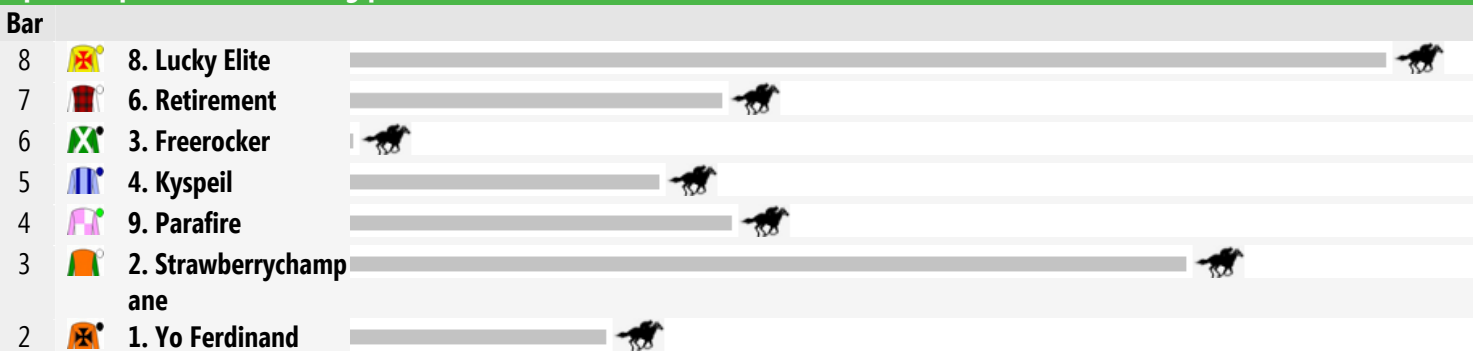 Bar
8 8. Lucky Elite
7 6. Retirement
6 3. Freerocker
5 4. Kyspeil
4 9. Parafire
3 2. Strawberrychamp
ane
2 1. Yo Ferdinand